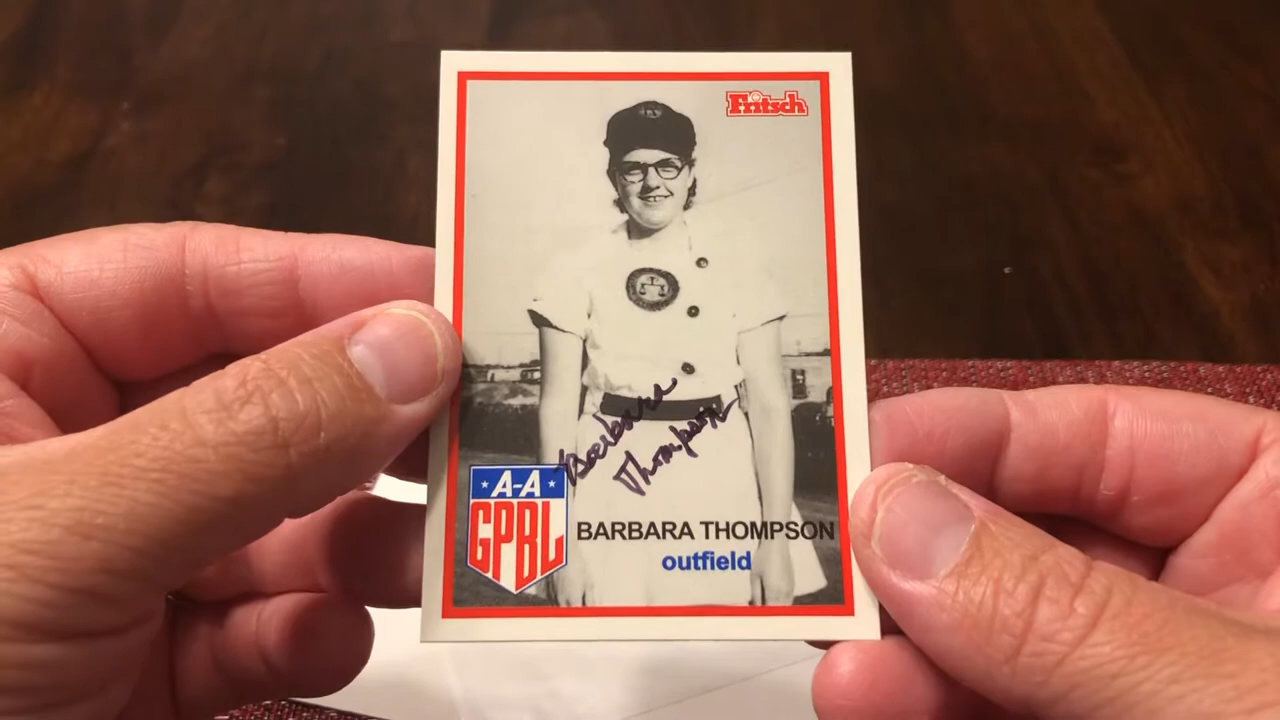 Fritsch
Barbara
Thompson
A-A
GPBL
BARBARA THOMPSON
outfield